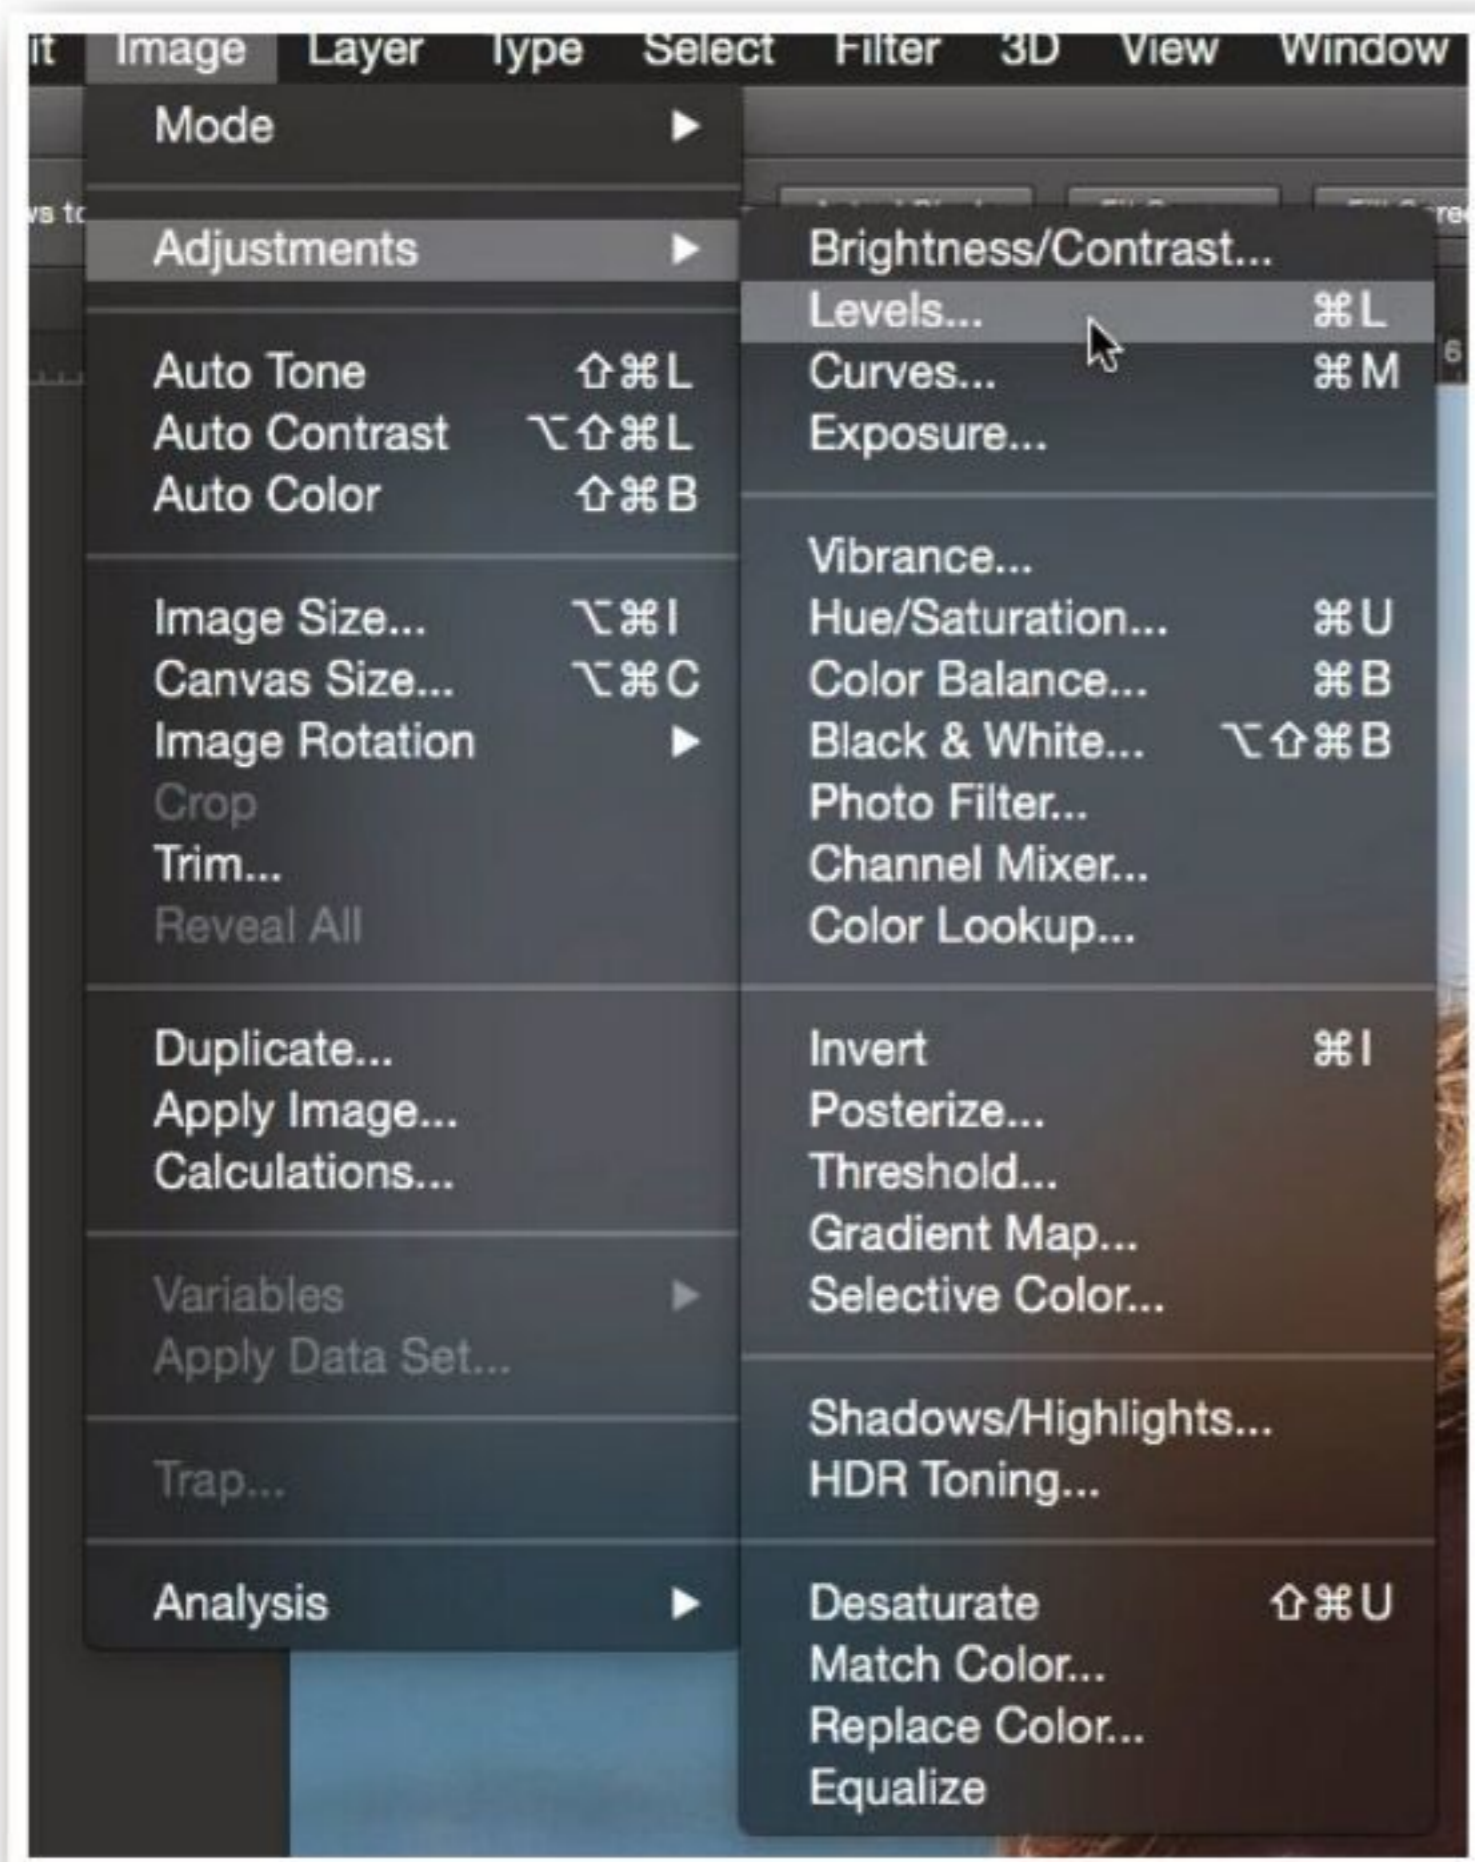 it Image Layer Type Select Filter 3D View Window
Mode ▶
ws to
Adjustments ▶
Auto Tone ⇧⌘L
Auto Contrast ⌥⇧⌘L
Auto Color ⇧⌘B
Image Size... ⌥⌘I
Canvas Size... ⌥⌘C
Image Rotation ▶
Crop
Trim...
Reveal All
Duplicate...
Apply Image...
Calculations...
Variables ▶
Apply Data Set...
Trap...
Analysis ▶
Brightness/Contrast...
Levels... ⌘L
Curves... ⌘M
Exposure...
Vibrance...
Hue/Saturation... ⌘U
Color Balance... ⌘B
Black & White... ⌥⇧⌘B
Photo Filter...
Channel Mixer...
Color Lookup...
Invert ⌘I
Posterize...
Threshold...
Gradient Map...
Selective Color...
Shadows/Highlights...
HDR Toning...
Desaturate ⇧⌘U
Match Color...
Replace Color...
Equalize
6